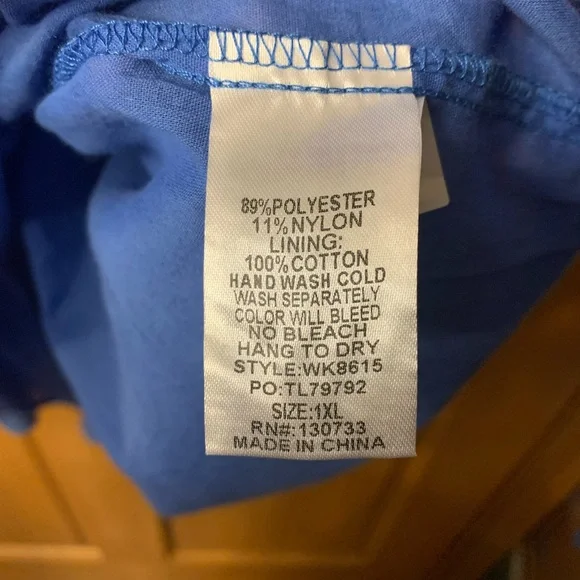 89%POLYESTER
11%NYLON
LINING:
100%COTTON
HAND WASH COLD
WASH SEPARATELY
COLOR WILL BLEED
NO BLEACH
HANG TO DRY
STYLE:WK8615
PO:TL79792
SIZE:1XL
RN#:130733
MADE IN CHINA